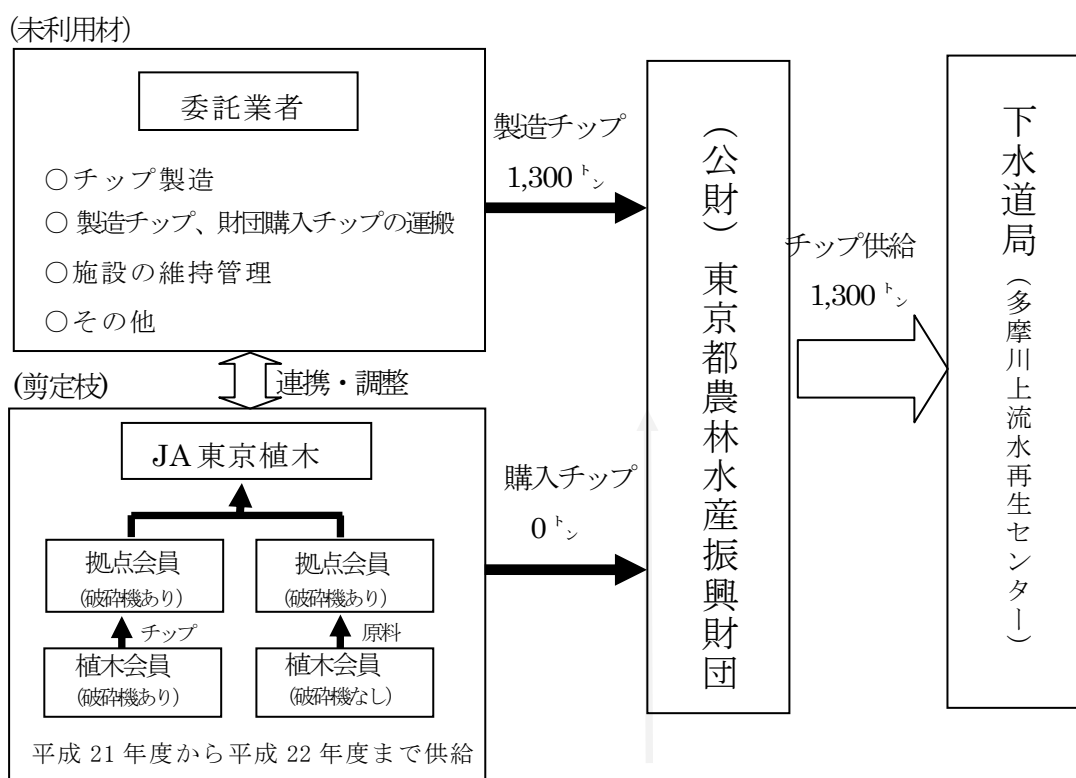 (未利用材)
委託業者
○チップ製造
○ 製造チップ、財団購入チップの運搬
○施設の維持管理
○その他
製造チップ
1,300 トン
連携・調整
(剪定枝)
JA東京植木
拠点会員
(破砕機あり)
拠点会員
(破砕機あり)
チップ
原料
植木会員
(破砕機あり)
植木会員
(破砕機なし)
平成 21 年度から平成 22 年度まで供給
購入チップ
0 トン
(公財)東京都農林水産振興財団
チップ供給
1,300 トン
下水道局(多摩川上流水再生センター)